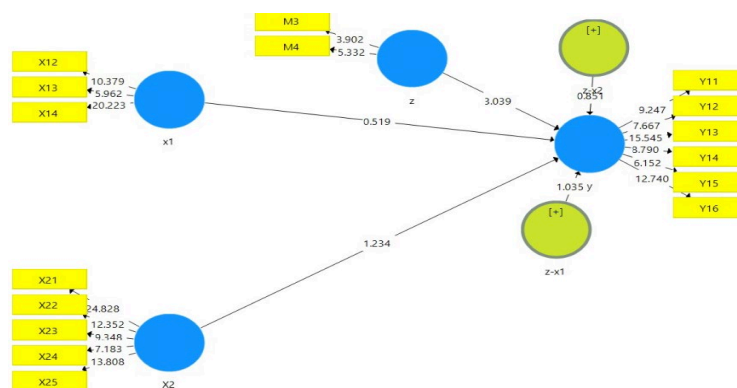 M3
M4
3.902
5.332
z
[+]
z-x2
0.851
X12
X13
X14
10.379
5.962
20.223
x1
3.039
0.519
9.247
7.667
15.545
8.790
6.152
12.740
Y11
Y12
Y13
Y14
Y15
Y16
1.035 y
[+]
z-x1
1.234
X21
X22
X23
X24
X25
24.828
12.352
9.348
7.183
13.808
X2